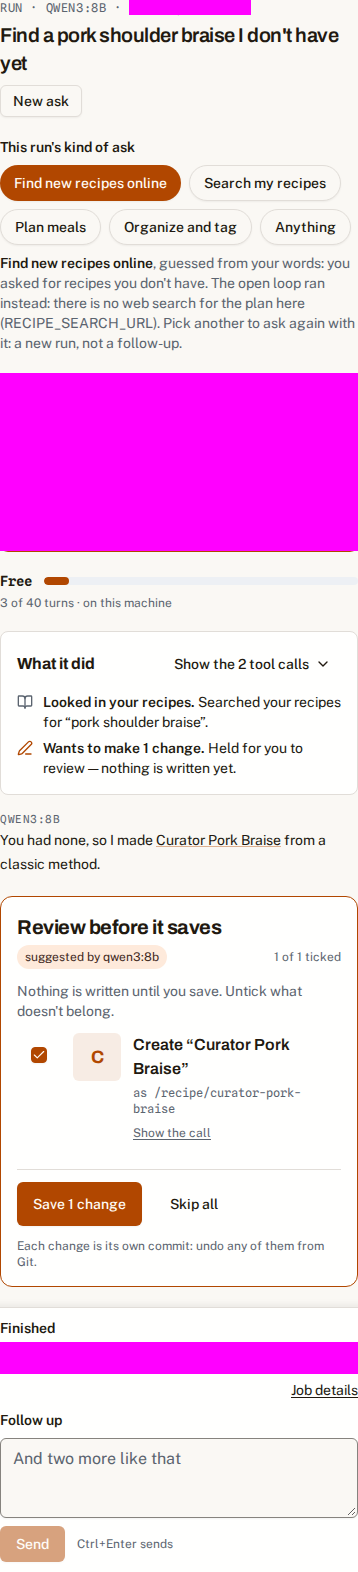 RUN · QWEN3:8B ·
Find a pork shoulder braise I don't have
yet
New ask
This run's kind of ask
Find new recipes online
Search my recipes
Plan meals
Organize and tag
Anything
Find new recipes online, guessed from your words: you
asked for recipes you don't have. The open loop ran
instead: there is no web search for the plan here
(RECIPE_SEARCH_URL). Pick another to ask again with
it: a new run, not a follow-up.
Free
3 of 40 turns · on this machine
What it did
Show the 2 tool calls
Looked in your recipes. Searched your recipes
for “pork shoulder braise”.
Wants to make 1 change. Held for you to
review — nothing is written yet.
QWEN3:8B
You had none, so I made Curator Pork Braise from a
classic method.
Review before it saves
suggested by qwen3:8b
1 of 1 ticked
Nothing is written until you save. Untick what
doesn't belong.
C
Create “Curator Pork
Braise”
as /recipe/curator-pork-
braise
Show the call
Save 1 change
Skip all
Each change is its own commit: undo any of them from
Git.
Finished
Job details
Follow up
And two more like that
Send
Ctrl+Enter sends